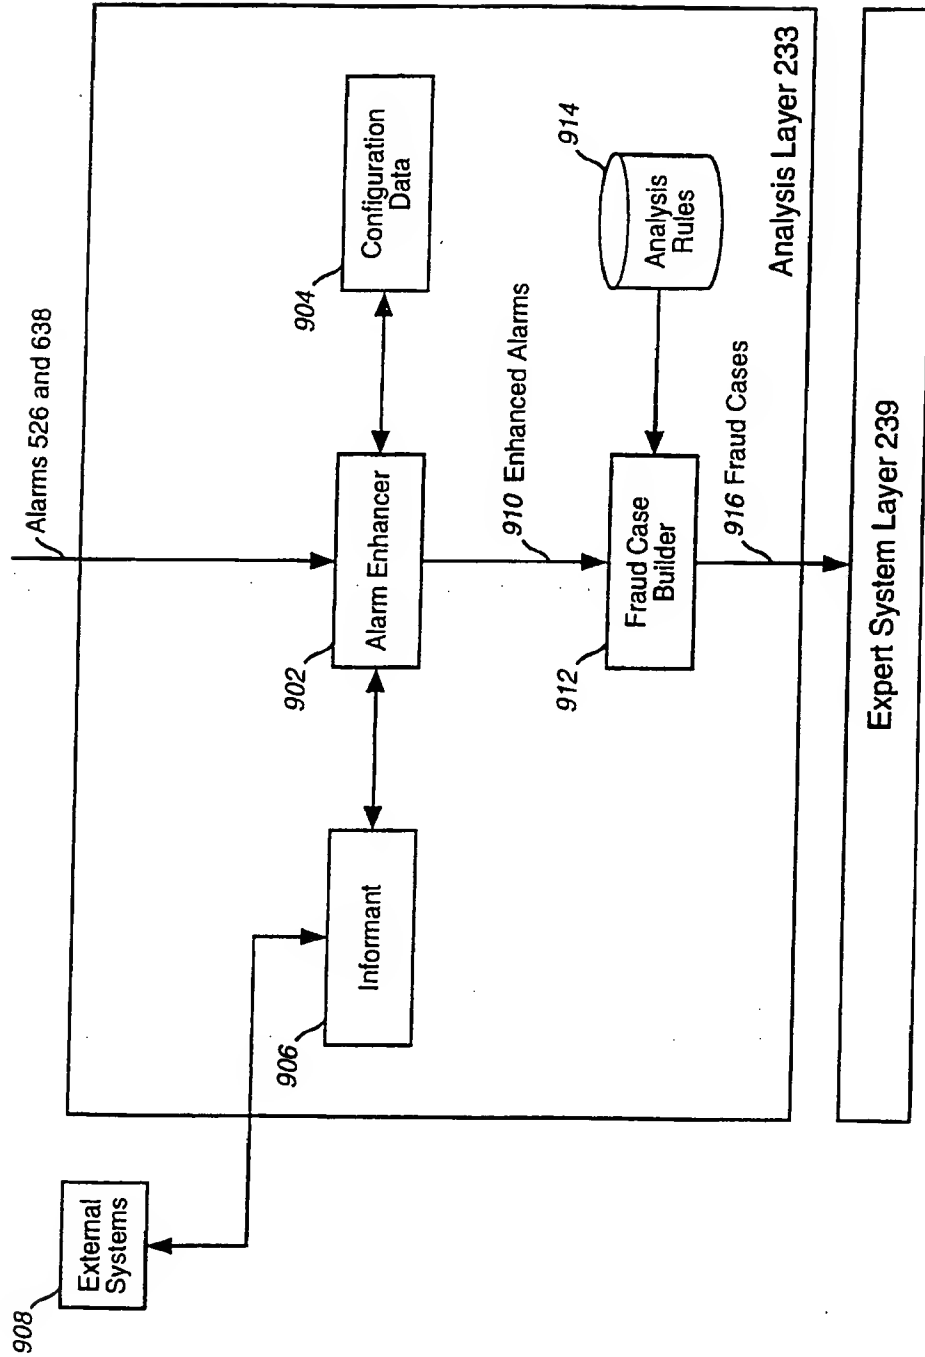 Alarms 526 and 638
908
External
Systems
906
Informant
902
Alarm Enhancer
904
Configuration
Data
910 Enhanced Alarms
912
Fraud Case
Builder
914
Analysis
Rules
916 Fraud Cases
Analysis Layer 233
Expert System Layer 239